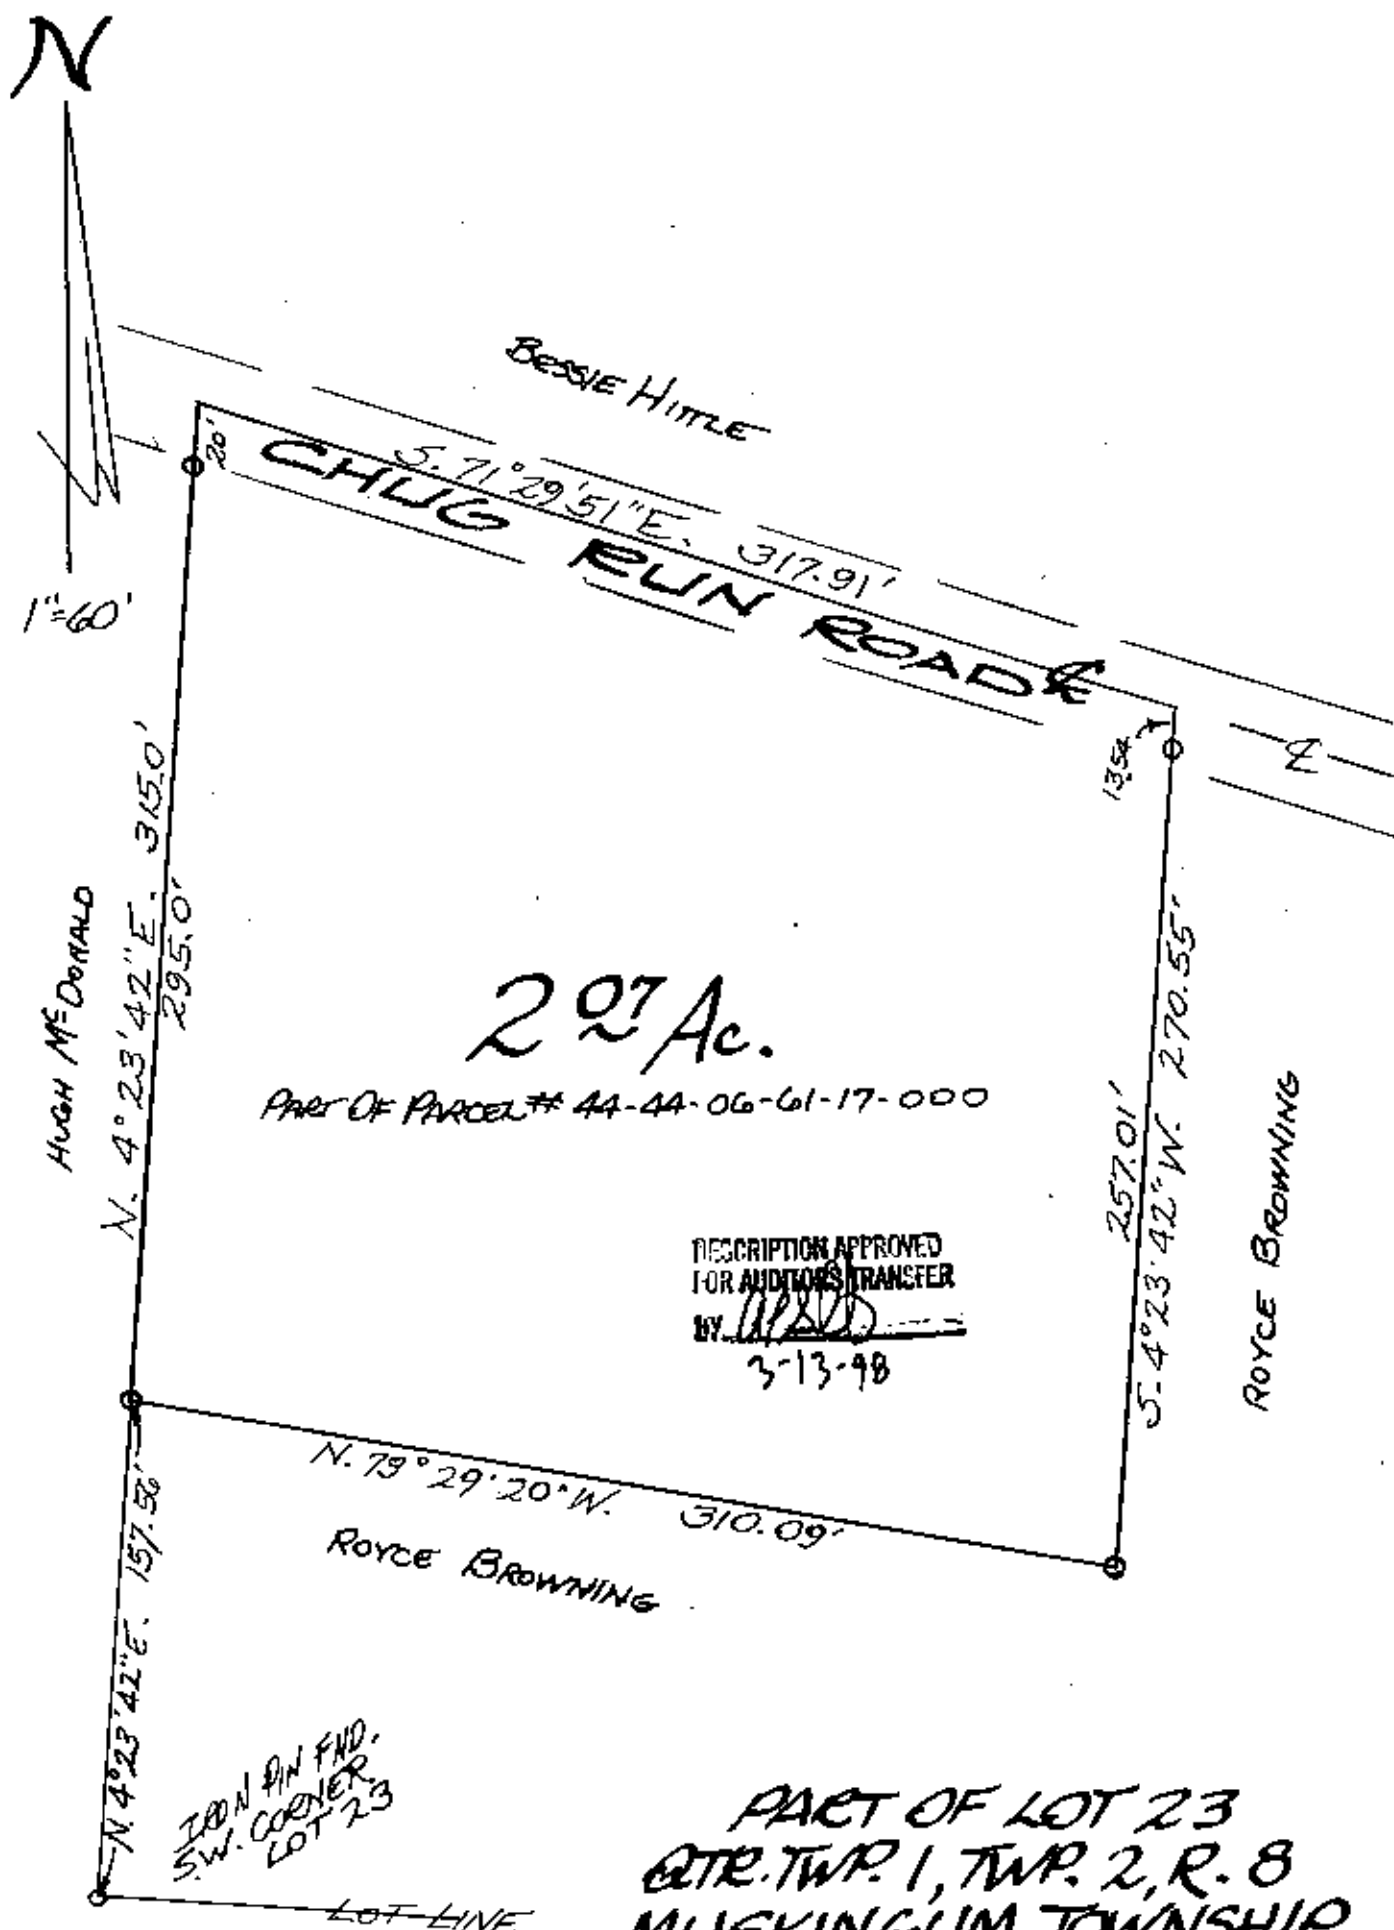 N
1"=60'
BESSIE HITTLE
20'
S. 71°29'51"E. 317.91'
CHUG RUN ROAD ℄
13.54
℄
HUGH McDONALD
N. 4°23'42"E. 315.0'
295.0'
2.07 Ac.
PART OF PARCEL # 44-44-06-61-17-000
257.01'
S. 4°23'42"W. 270.55'
ROYCE BROWNING
DESCRIPTION APPROVED
FOR AUDITORS TRANSFER
BY
3-13-98
N. 79°29'20"W. 310.09'
ROYCE BROWNING
N. 4°23'42"E. 157.56'
IRON PIN FND.
S.W. CORNER
LOT 23
LOT LINE
PART OF LOT 23
QTR. TWP. 1, TWP. 2, R. 8
MUSKINGUM TOWNSHIP